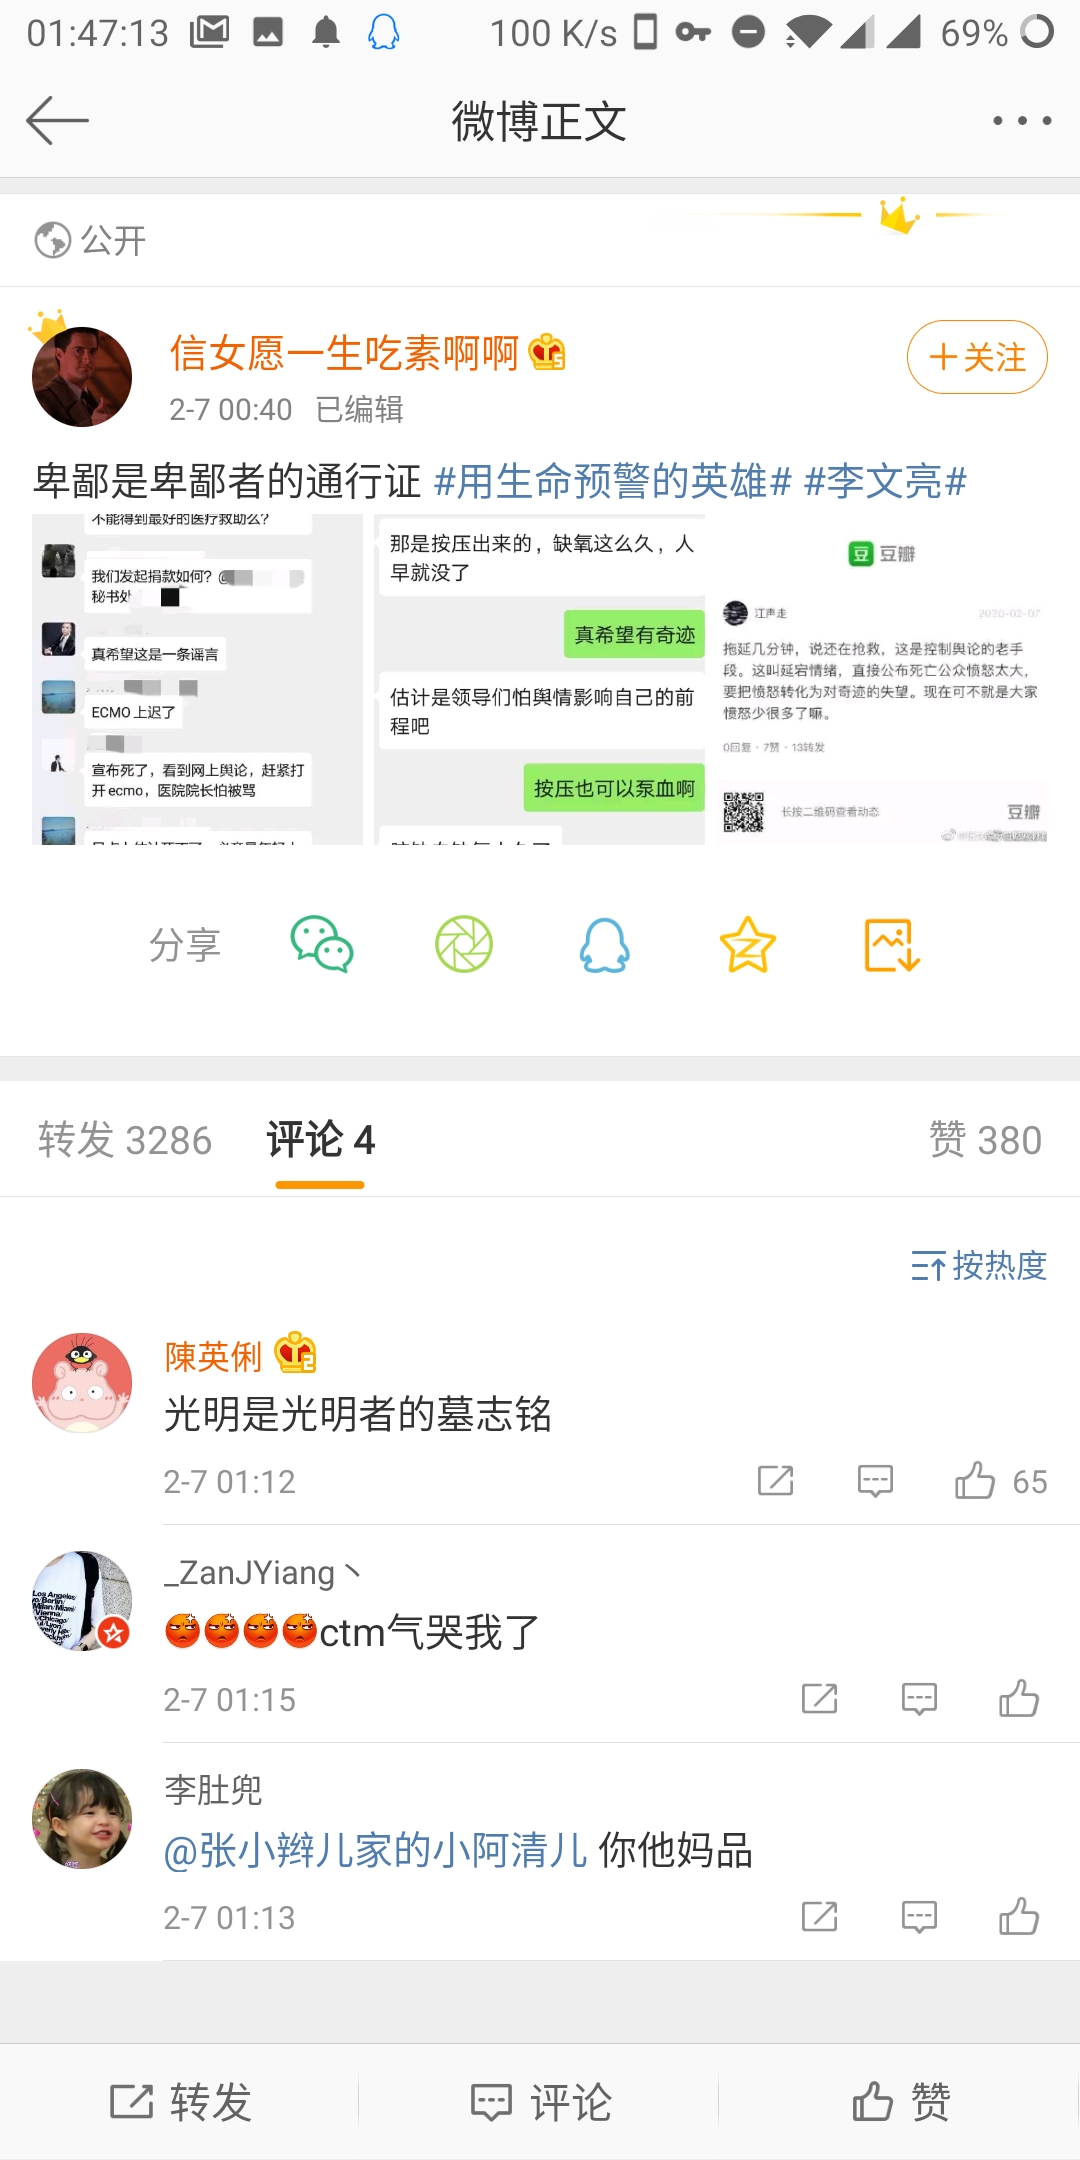 01:47:13 100 K/s 69%
微博正文
公开
信女愿一生吃素啊啊
+关注
2-7 00:40 已编辑
卑鄙是卑鄙者的通行证 #用生命预警的英雄# #李文亮#
不能得到最好的医疗救助么?
我们发起捐款如何? @
秘书处
真希望这是一条谣言
ECMO 上迟了
宣布死了，看到网上舆论，赶紧打
开 ecmo，医院院长怕被骂
那是按压出来的，缺氧这么久，人
早就没了
真希望有奇迹
估计是领导们怕舆情影响自己的前
程吧
按压也可以泵血啊
豆 豆瓣
江声走 2020-02-07
拖延几分钟，说还在抢救，这是控制舆论的老手
段。这叫延宕情绪，直接公布死亡公众愤怒太大，
要把愤怒转化为对奇迹的失望。现在可不就是大家
愤怒少很多了嘛。
0回复 · 7赞 · 13转发
长按二维码查看动态 豆瓣
分享
转发 3286 评论 4 赞 380
按热度
陳英俐 2
光明是光明者的墓志铭
2-7 01:12 65
_ZanJYiang丶
ctm气哭我了
2-7 01:15
李肚兜
@张小辫儿家的小阿清儿 你他妈品
2-7 01:13
转发 评论 赞